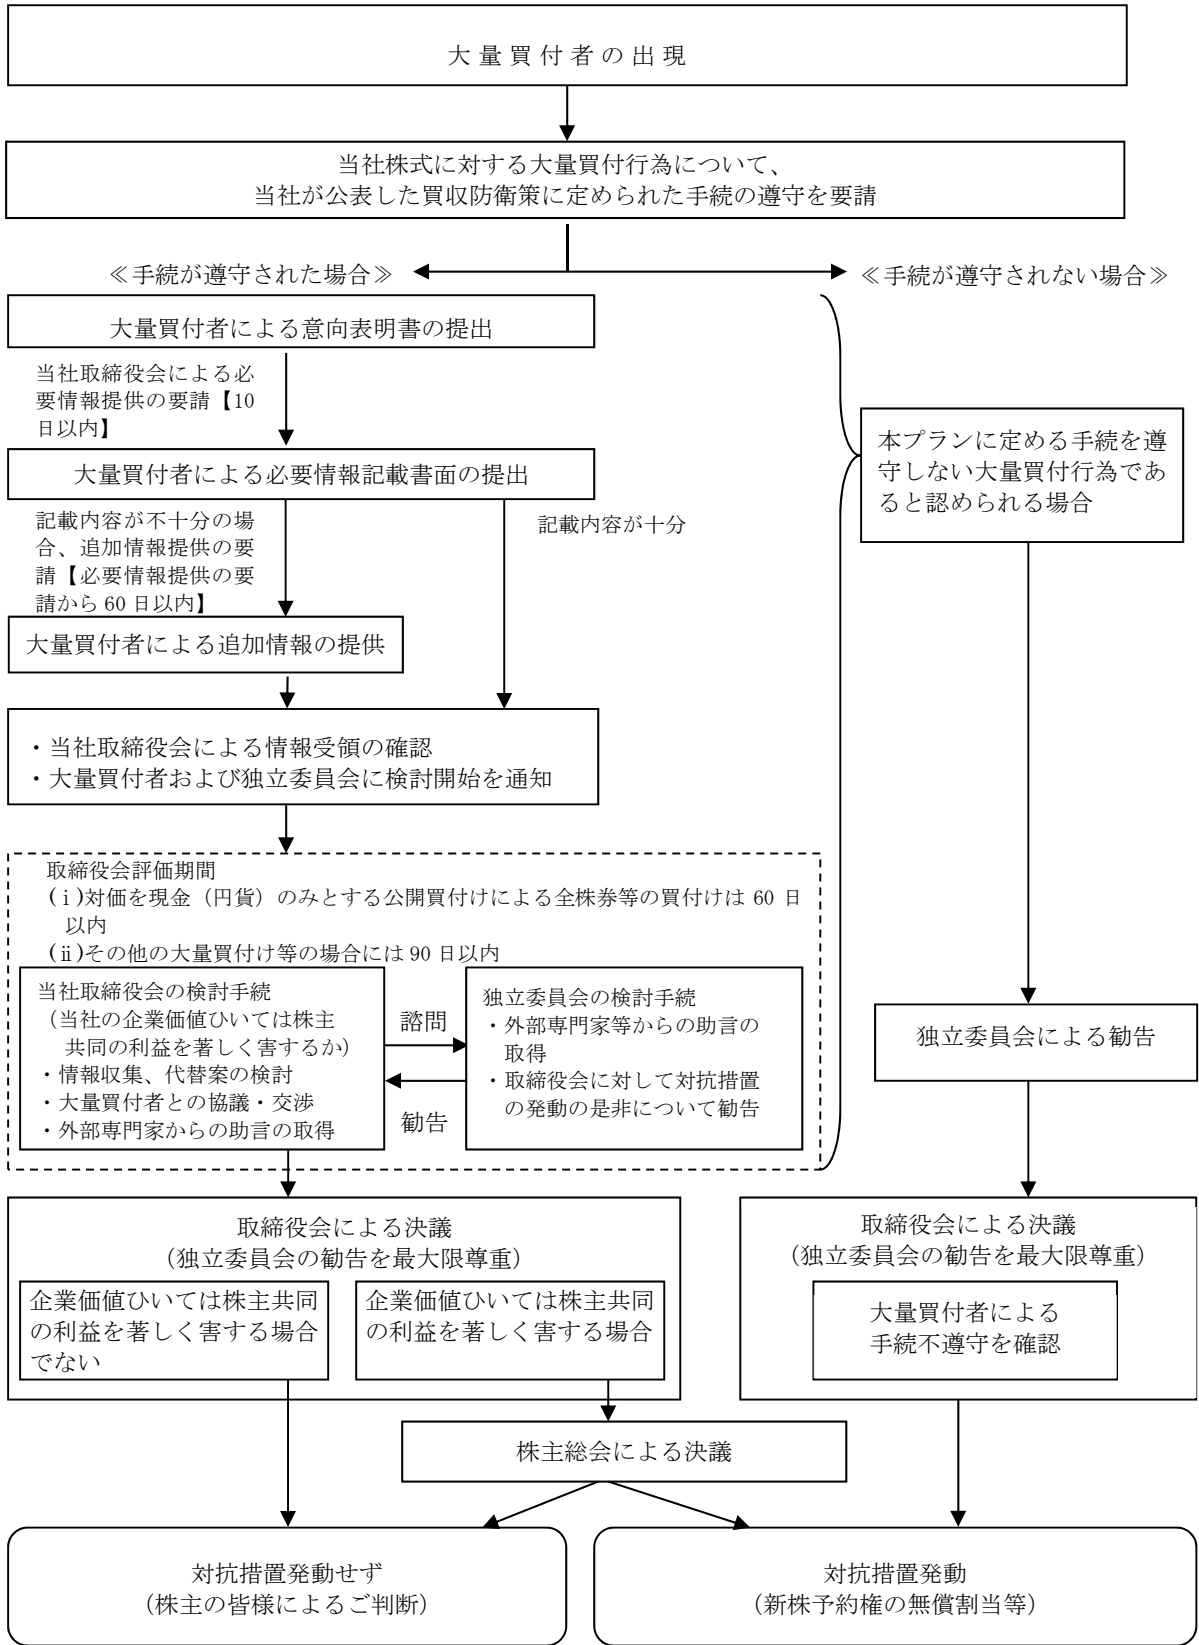 大量買付者の出現
当社株式に対する大量買付行為について、
当社が公表した買収防衛策に定められた手続の遵守を要請
≪手続が遵守された場合≫
≪手続が遵守されない場合≫
大量買付者による意向表明書の提出
当社取締役会による必
要情報提供の要請【10
日以内】
大量買付者による必要情報記載書面の提出
記載内容が不十分の場
合、追加情報提供の要
請【必要情報提供の要
請から 60 日以内】
記載内容が十分
大量買付者による追加情報の提供
・当社取締役会による情報受領の確認
・大量買付者および独立委員会に検討開始を通知
取締役会評価期間
(ⅰ)対価を現金（円貨）のみとする公開買付けによる全株券等の買付けは 60 日
以内
(ⅱ)その他の大量買付け等の場合には 90 日以内
当社取締役会の検討手続
（当社の企業価値ひいては株主
共同の利益を著しく害するか）
・情報収集、代替案の検討
・大量買付者との協議・交渉
・外部専門家からの助言の取得
諮問
勧告
独立委員会の検討手続
・外部専門家等からの助言の
取得
・取締役会に対して対抗措置
の発動の是非について勧告
本プランに定める手続を遵
守しない大量買付行為であ
ると認められる場合
独立委員会による勧告
取締役会による決議
（独立委員会の勧告を最大限尊重）
企業価値ひいては株主共同
の利益を著しく害する場合
でない
企業価値ひいては株主共同
の利益を著しく害する場合
取締役会による決議
（独立委員会の勧告を最大限尊重）
大量買付者による
手続不遵守を確認
株主総会による決議
対抗措置発動せず
（株主の皆様によるご判断）
対抗措置発動
（新株予約権の無償割当等）